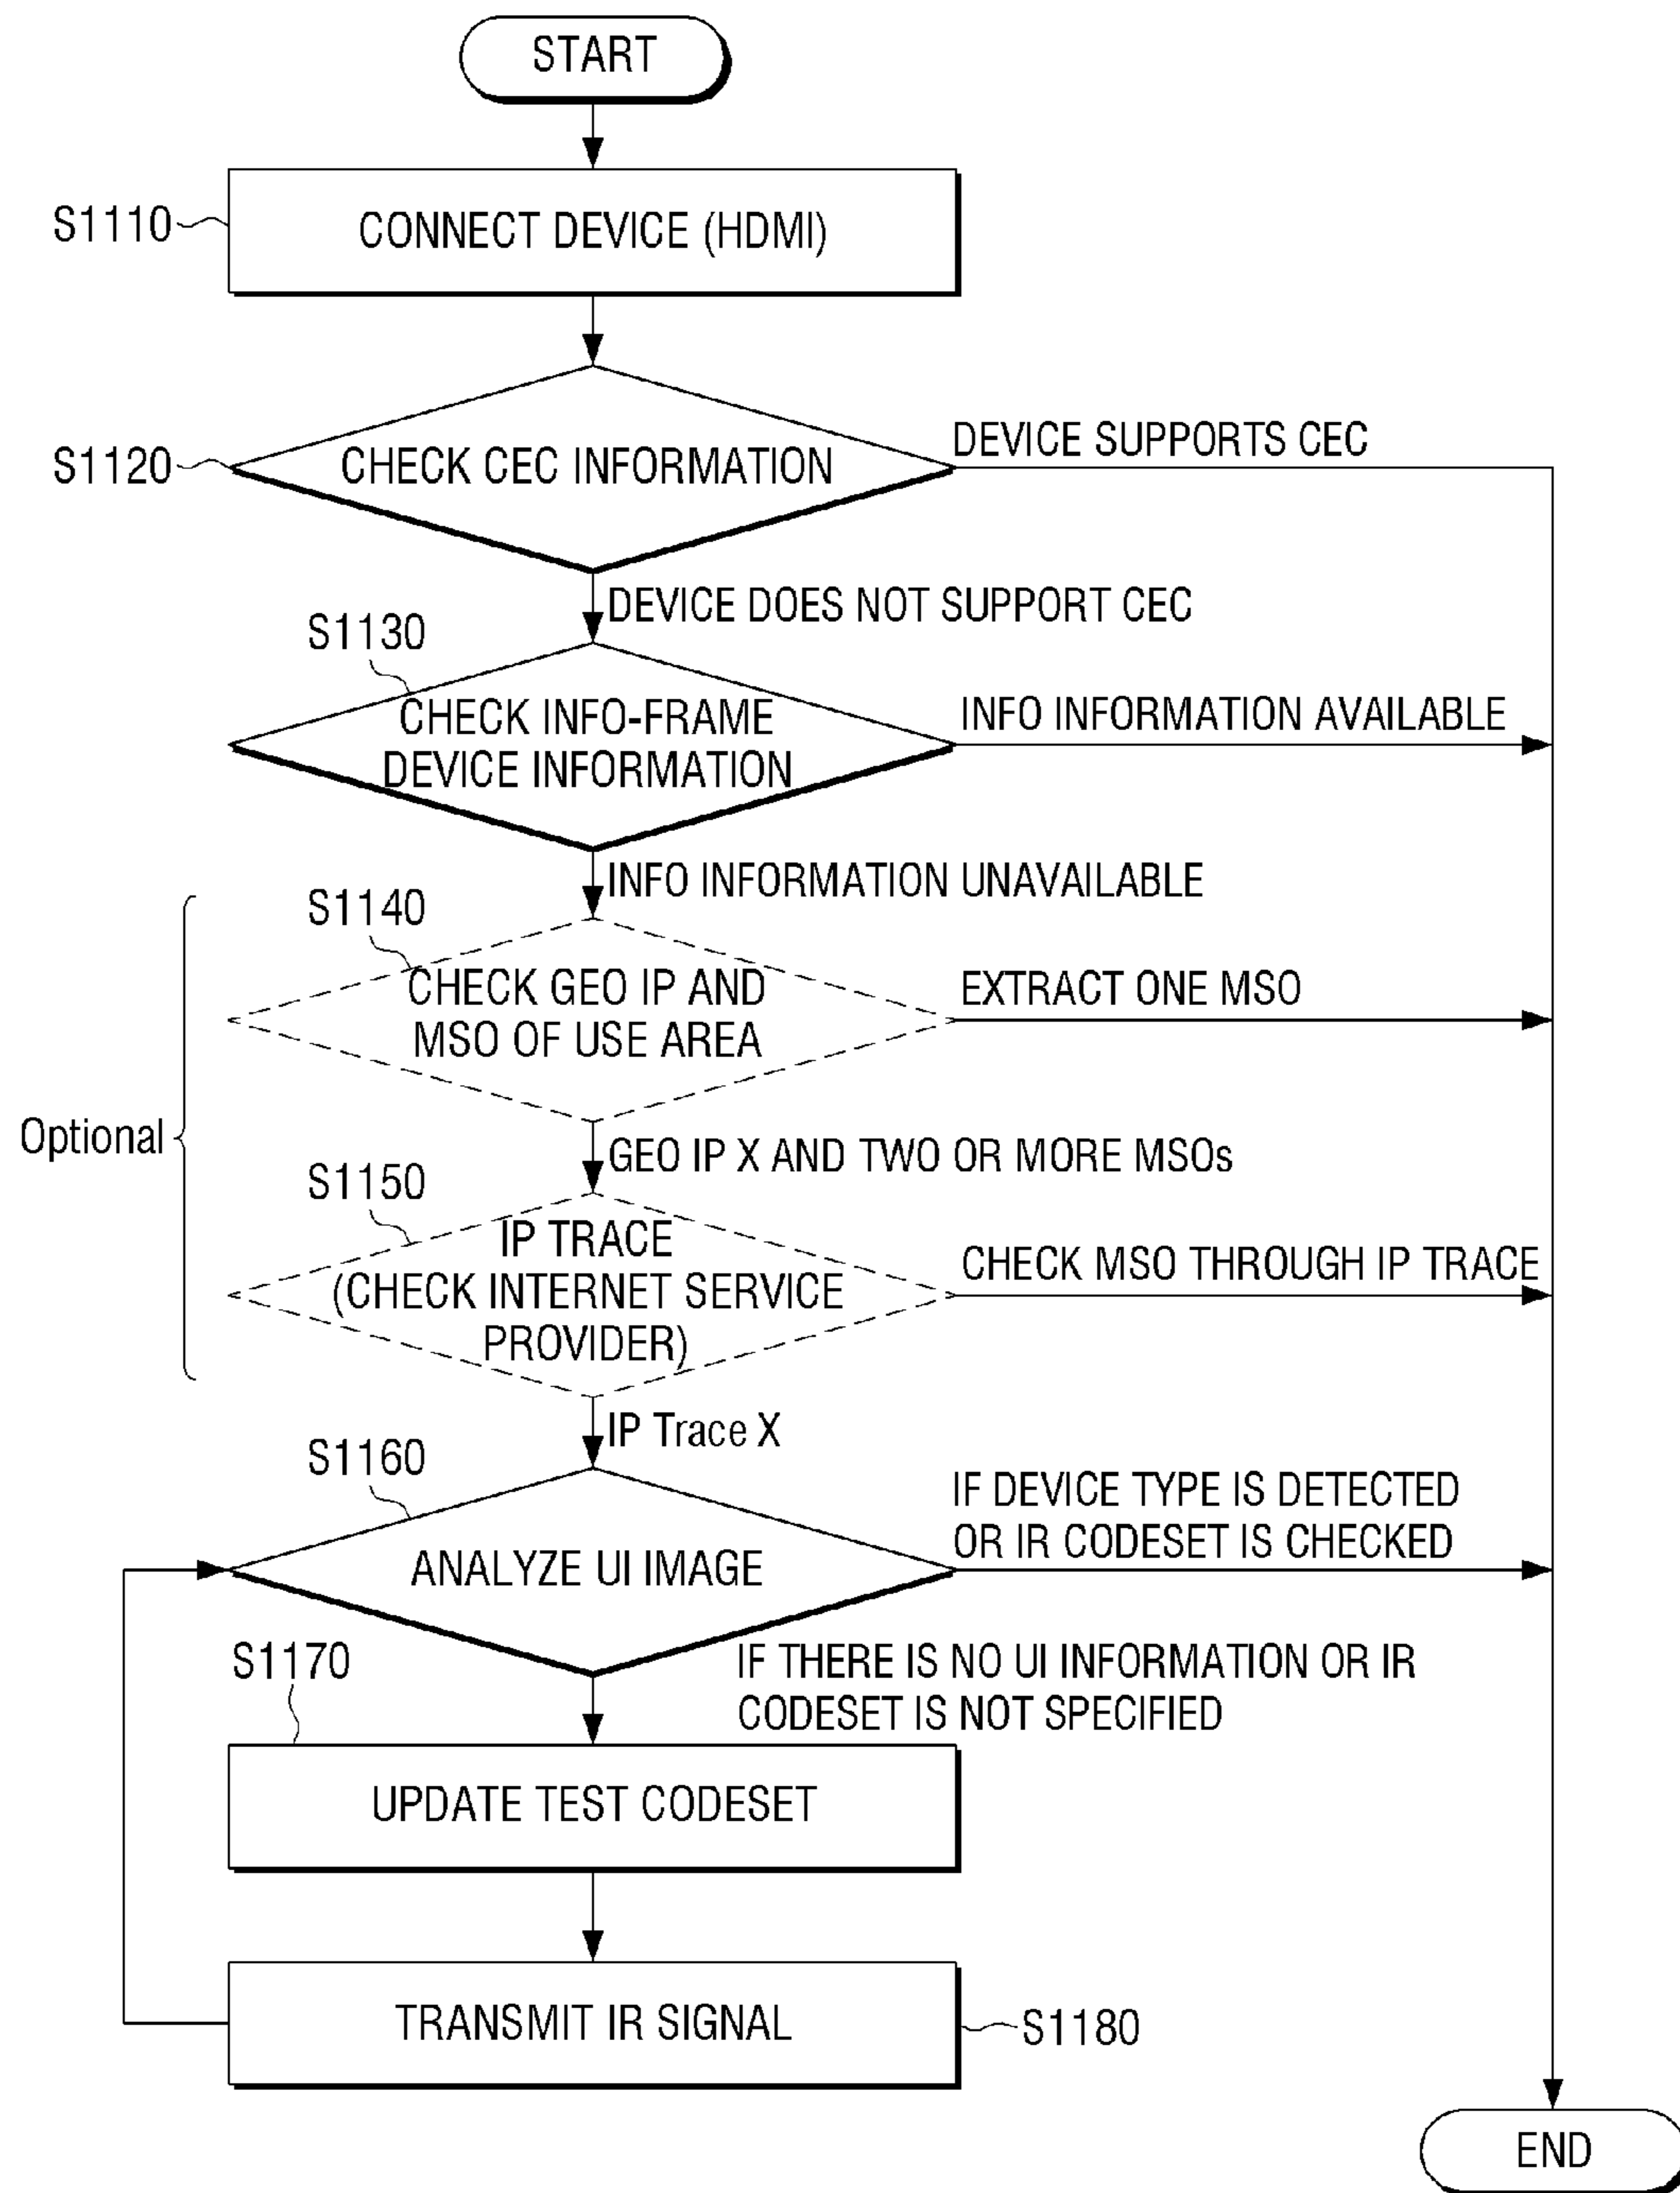 START
S1110
CONNECT DEVICE (HDMI)
S1120
CHECK CEC INFORMATION
DEVICE SUPPORTS CEC
DEVICE DOES NOT SUPPORT CEC
S1130
CHECK INFO-FRAME
DEVICE INFORMATION
INFO INFORMATION AVAILABLE
INFO INFORMATION UNAVAILABLE
Optional
S1140
CHECK GEO IP AND
MSO OF USE AREA
EXTRACT ONE MSO
GEO IP X AND TWO OR MORE MSOs
S1150
IP TRACE
(CHECK INTERNET SERVICE
PROVIDER)
CHECK MSO THROUGH IP TRACE
IP Trace X
S1160
ANALYZE UI IMAGE
IF DEVICE TYPE IS DETECTED
OR IR CODESET IS CHECKED
IF THERE IS NO UI INFORMATION OR IR
CODESET IS NOT SPECIFIED
S1170
UPDATE TEST CODESET
TRANSMIT IR SIGNAL
S1180
END